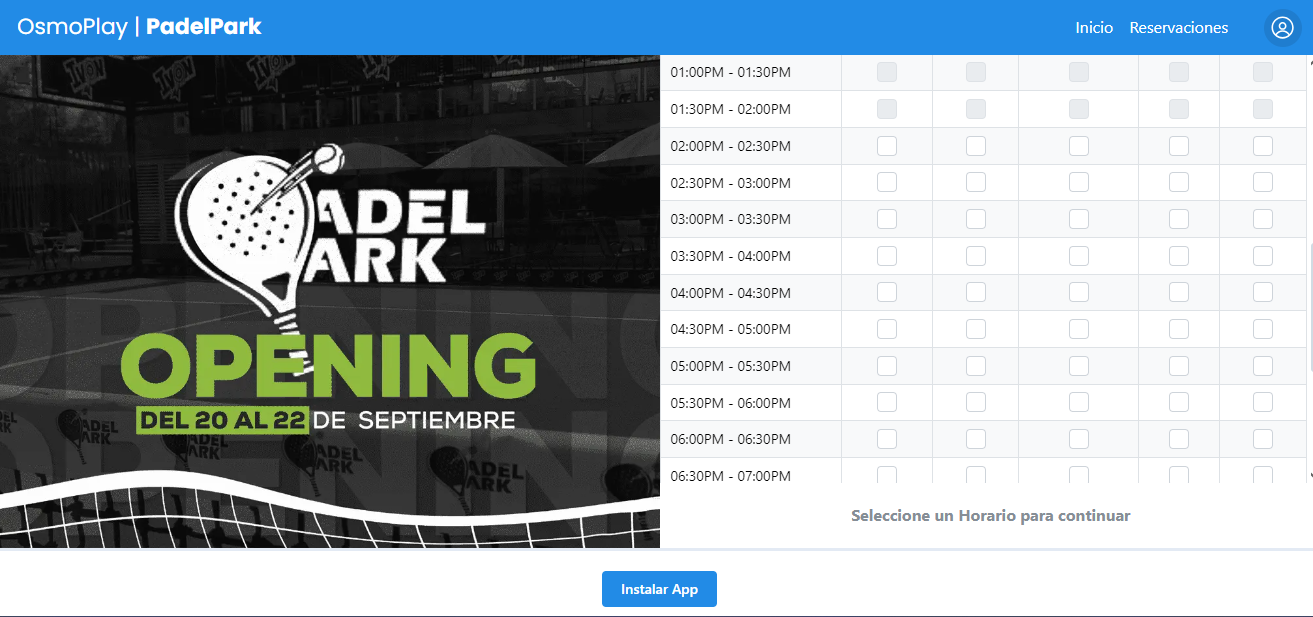 OsmoPlay | PadelPark
Inicio
Reservaciones
PADEL
PARK
OPENING
DEL 20 AL 22 DE SEPTIEMBRE
01:00PM - 01:30PM
01:30PM - 02:00PM
02:00PM - 02:30PM
02:30PM - 03:00PM
03:00PM - 03:30PM
03:30PM - 04:00PM
04:00PM - 04:30PM
04:30PM - 05:00PM
05:00PM - 05:30PM
05:30PM - 06:00PM
06:00PM - 06:30PM
06:30PM - 07:00PM
Seleccione un Horario para continuar
Instalar App